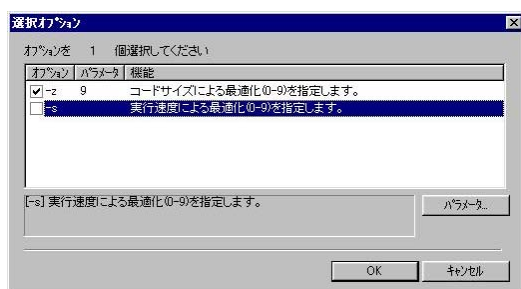 選択ｵﾌﾟｼｮﾝ
ｵﾌﾟｼｮﾝを 1 個選択してください
ｵﾌﾟｼｮﾝ ﾊﾟﾗﾒｰﾀ 機能
-z 9 コードサイズによる最適化(0-9)を指定します。
-s 実行速度による最適化(0-9)を指定します。
[-s] 実行速度による最適化(0-9)を指定します。
ﾊﾟﾗﾒｰﾀ...
OK ｷｬﾝｾﾙ